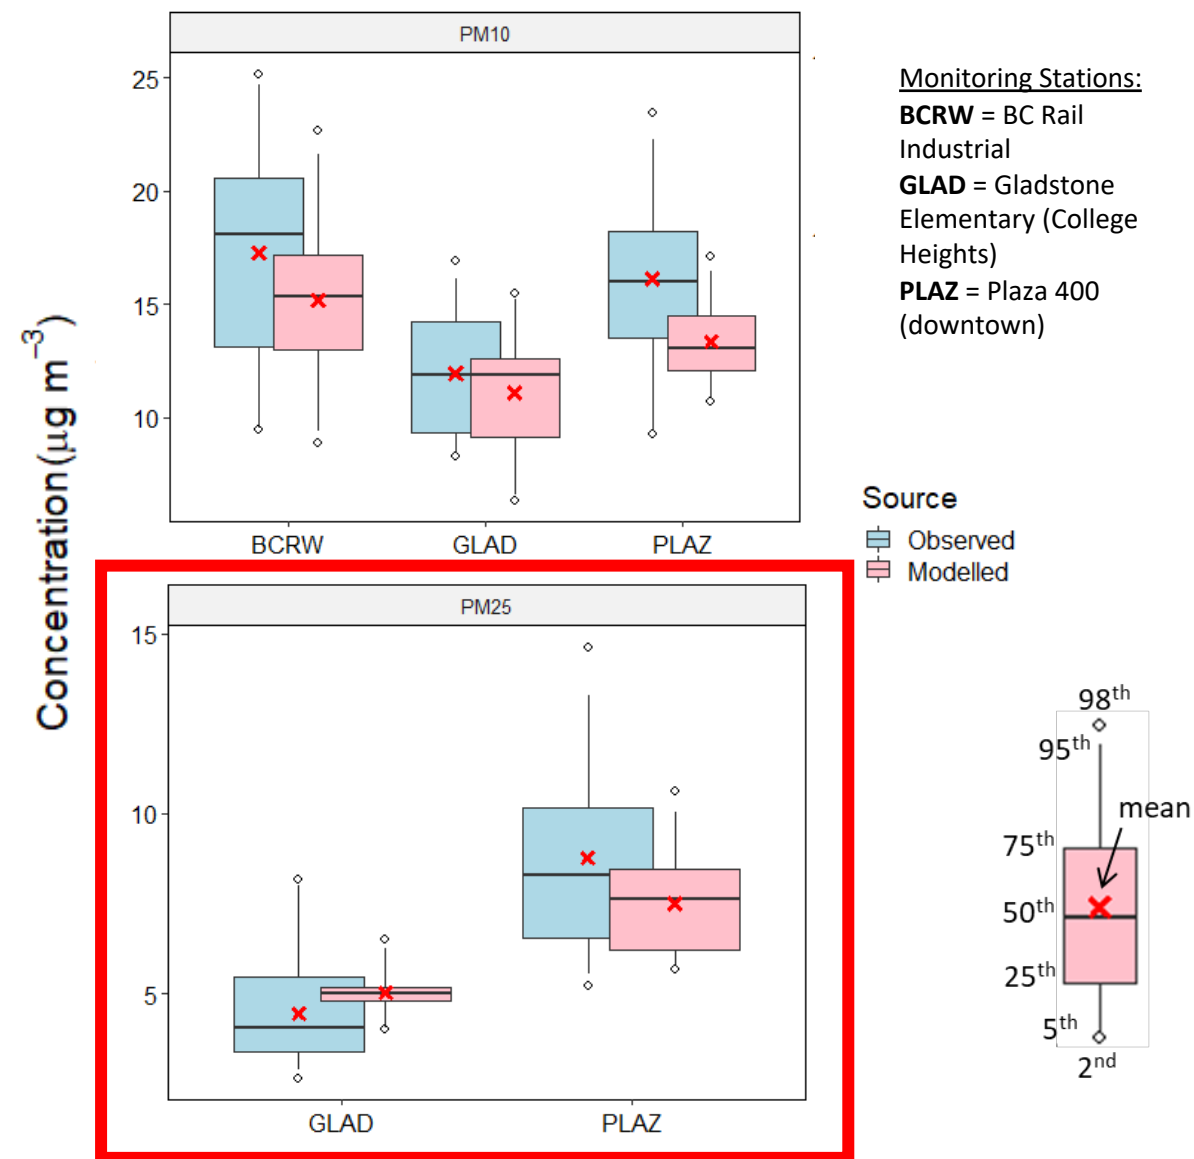 PM10
25
20
15
10
BCRW GLAD PLAZ
Concentration(μg m⁻³)
PM25
15
10
5
GLAD PLAZ
Monitoring Stations:
BCRW = BC Rail
Industrial
GLAD = Gladstone
Elementary (College
Heights)
PLAZ = Plaza 400
(downtown)
Source
Observed
Modelled
98th
95th
mean
75th
50th
25th
5th
2nd